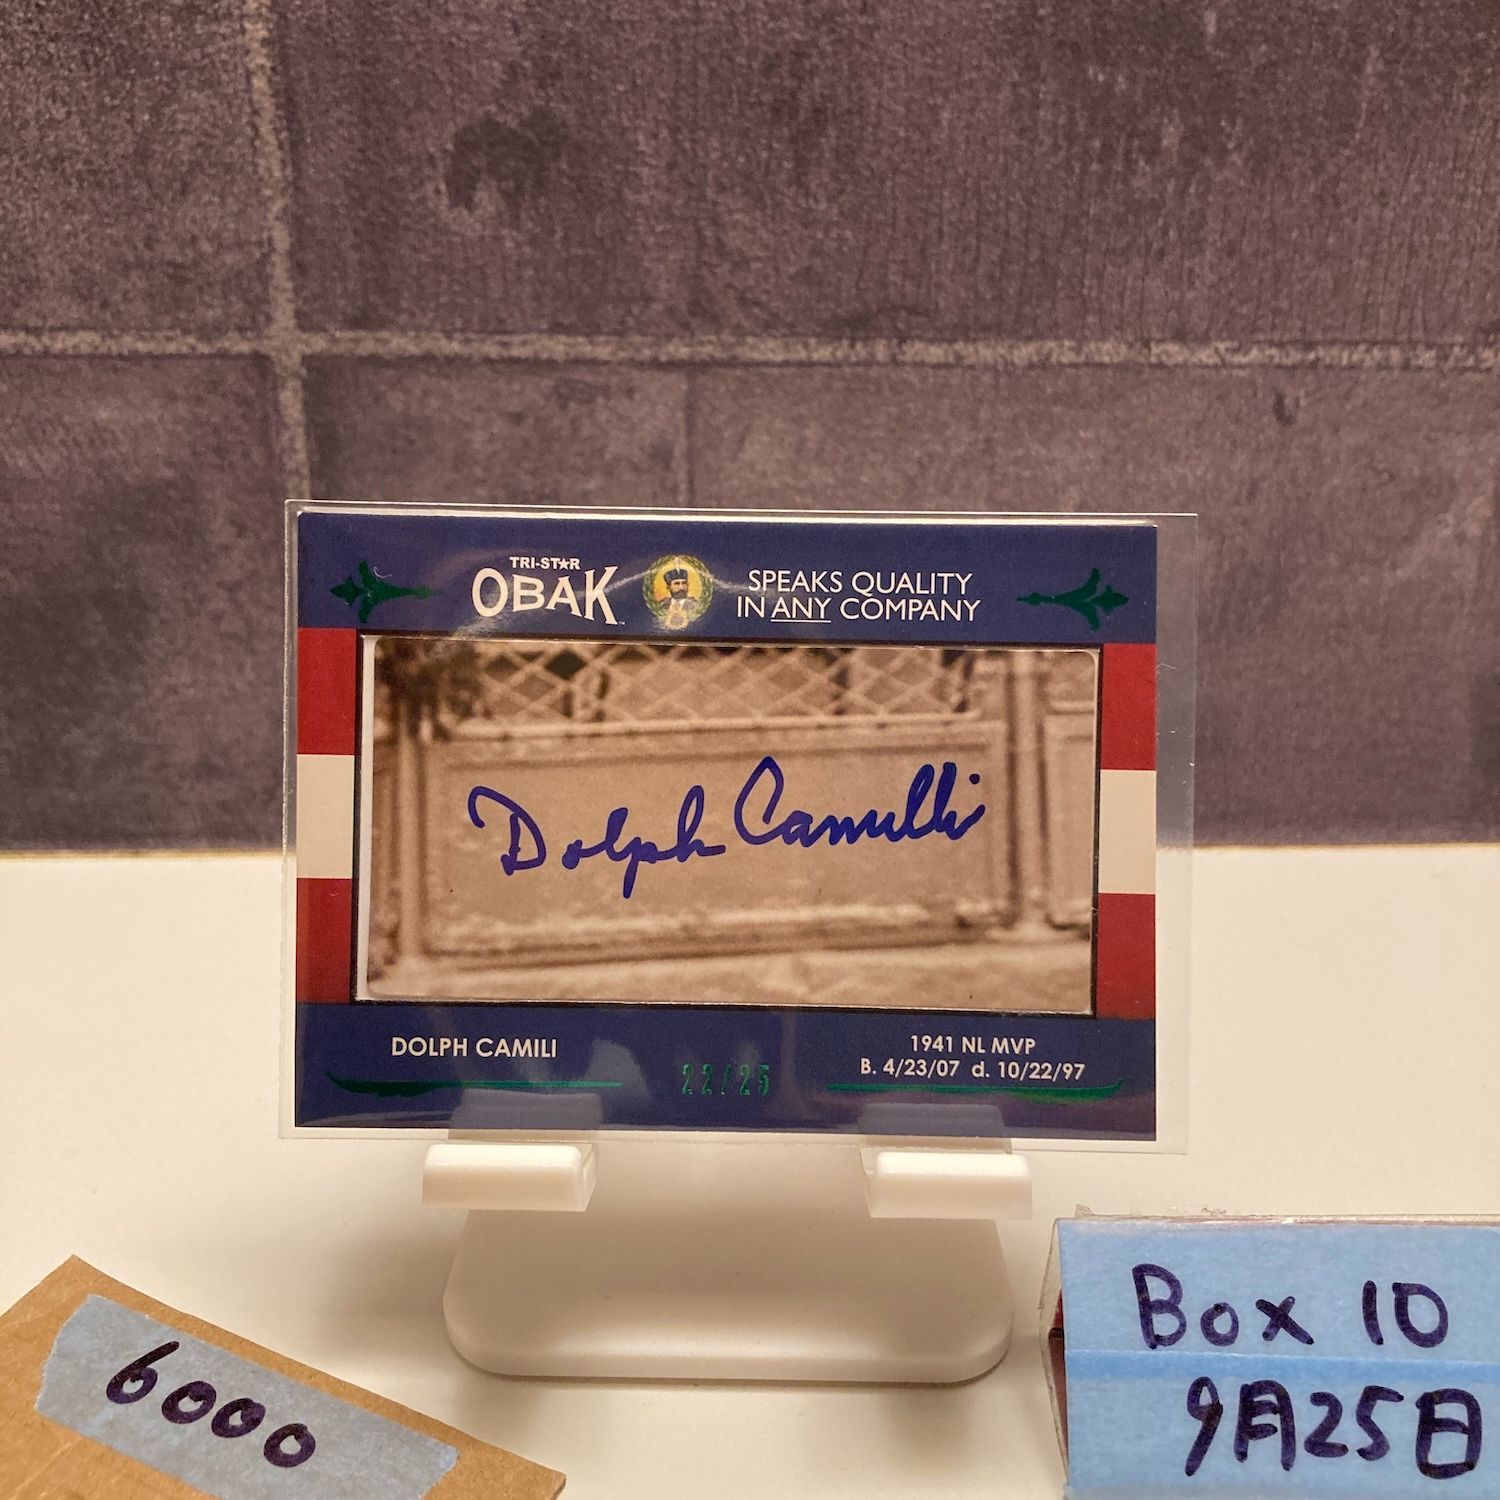 TRI-STAR
OBAK™
SPEAKS QUALITY
IN ANY COMPANY
Dolph Camilli
DOLPH CAMILI
22/25
1941 NL MVP
B. 4/23/07 d. 10/22/97
6000
Box 10
9月25日